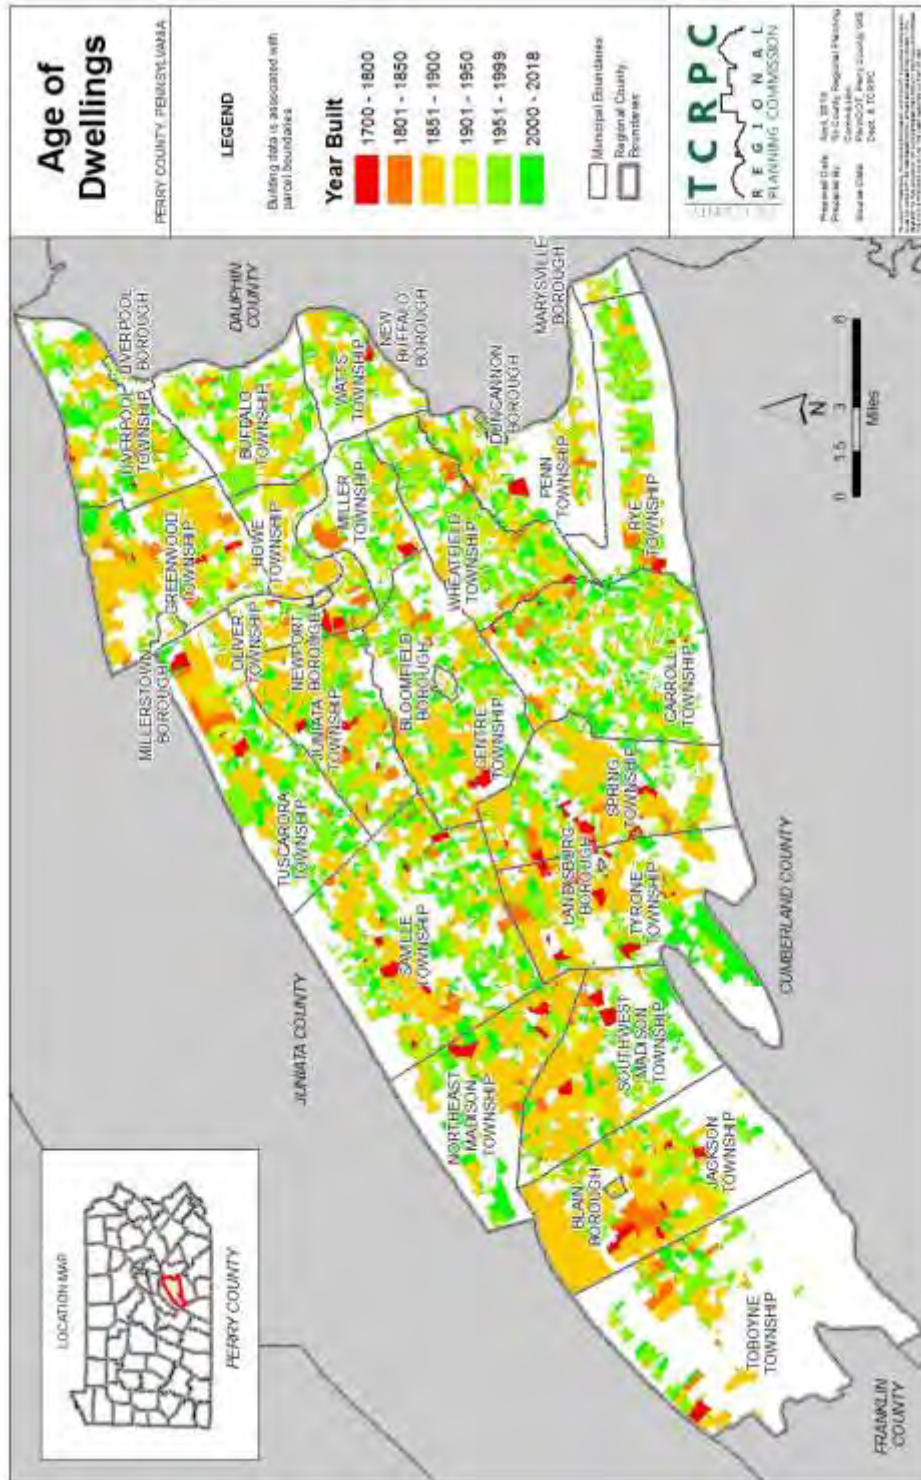 Age of
Dwellings
PERRY COUNTY, PENNSYLVANIA
LEGEND
Building data is associated with
parcel boundaries
Year Built
1700 - 1800
1801 - 1850
1851 - 1900
1901 - 1950
1951 - 1999
2000 - 2018
Municipal Boundaries
Regional County
Boundaries
TCRPC
REGIONAL
PLANNING COMMISSION
LOCATION MAP
PERRY COUNTY
JUNIATA COUNTY
DAUPHIN
COUNTY
CUMBERLAND COUNTY
FRANKLIN
COUNTY
LIVERPOOL
BOROUGH
LIVERPOOL
TOWNSHIP
BUFFALO
TOWNSHIP
WATTS
TOWNSHIP
NEW
BUFFALO
BOROUGH
MARYSVILLE
BOROUGH
DUNCANNON
BOROUGH
PENN
TOWNSHIP
RYE
TOWNSHIP
GREENWOOD
TOWNSHIP
HOWE
TOWNSHIP
MILLER
TOWNSHIP
WHEATFIELD
TOWNSHIP
MILLERSTOWN
BOROUGH
OLIVER
TOWNSHIP
NEWPORT
BOROUGH
JUNIATA
TOWNSHIP
BLOOMFIELD
BOROUGH
CENTRE
TOWNSHIP
CARROLL
TOWNSHIP
TUSCARORA
TOWNSHIP
SPRING
TOWNSHIP
LANDISBURG
BOROUGH
TYRONE
TOWNSHIP
SAVILLE
TOWNSHIP
NORTHEAST
MADISON
TOWNSHIP
SOUTHWEST
MADISON
TOWNSHIP
BLAIN
BOROUGH
JACKSON
TOWNSHIP
TOBOYNE
TOWNSHIP
N
0 1.5 3 6
Miles